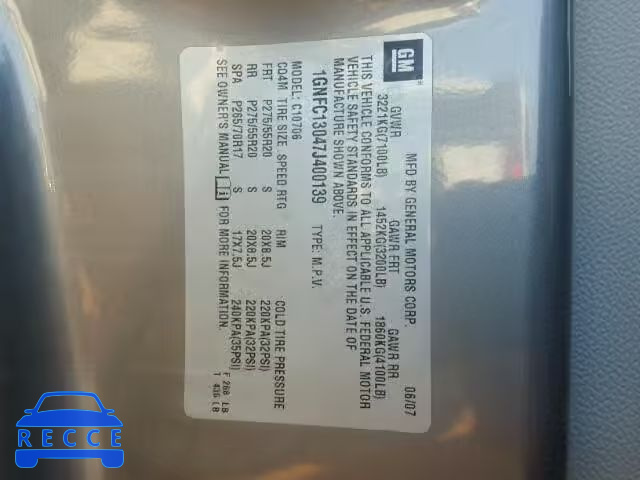 GM
MFD BY GENERAL MOTORS CORP. 06/07
GVWR GAWR FRT GAWR RR
3221KG(7100LB) 1452KG(3200LB) 1860KG(4100LB)
THIS VEHICLE CONFORMS TO ALL APPLICABLE U.S. FEDERAL MOTOR
VEHICLE SAFETY STANDARDS IN EFFECT ON THE DATE OF
MANUFACTURE SHOWN ABOVE.
1GNFC13047J400139 TYPE: M.P.V.
MODEL: C10706
CO4M TIRE SIZE SPEED RTG RIM COLD TIRE PRESSURE
FRT P275/55R20 S 20X8.5J 220KPA(32PSI)
RR P275/55R20 S 20X8.5J 220KPA(32PSI)
SPA P265/70R17 S 17X7.5J 240KPA(35PSI)
SEE OWNER'S MANUAL i FOR MORE INFORMATION.
F 268 LB
T 436 LB
RECCE